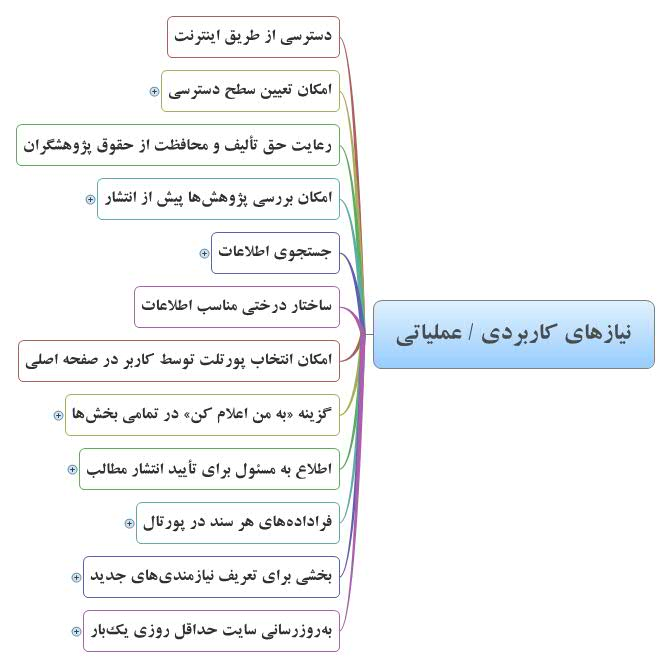 نیازهای کاربردی / عملیاتی
دسترسی از طریق اینترنت
امکان تعیین سطح دسترسی
رعایت حق تألیف و محافظت از حقوق پژوهشگران
امکان بررسی پژوهش‌ها پیش از انتشار
جستجوی اطلاعات
ساختار درختی مناسب اطلاعات
امکان انتخاب پورتلت توسط کاربر در صفحه اصلی
گزینه «به من اعلام کن» در تمامی بخش‌ها
اطلاع به مسئول برای تأیید انتشار مطالب
فراداده‌های هر سند در پورتال
بخشی برای تعریف نیازمندی‌های جدید
به‌روزرسانی سایت حداقل روزی یک‌بار